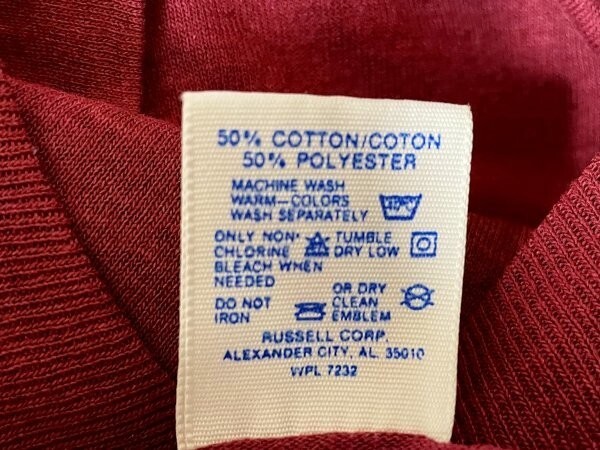 50% COTTON/COTON
50% POLYESTER
MACHINE WASH
WARM-COLORS
WASH SEPARATELY
ONLY NON-
CHLORINE
BLEACH WHEN
NEEDED
TUMBLE
DRY LOW
DO NOT
IRON
OR DRY
CLEAN
EMBLEM
RUSSELL CORP.
ALEXANDER CITY, AL 35010
WPL 7232